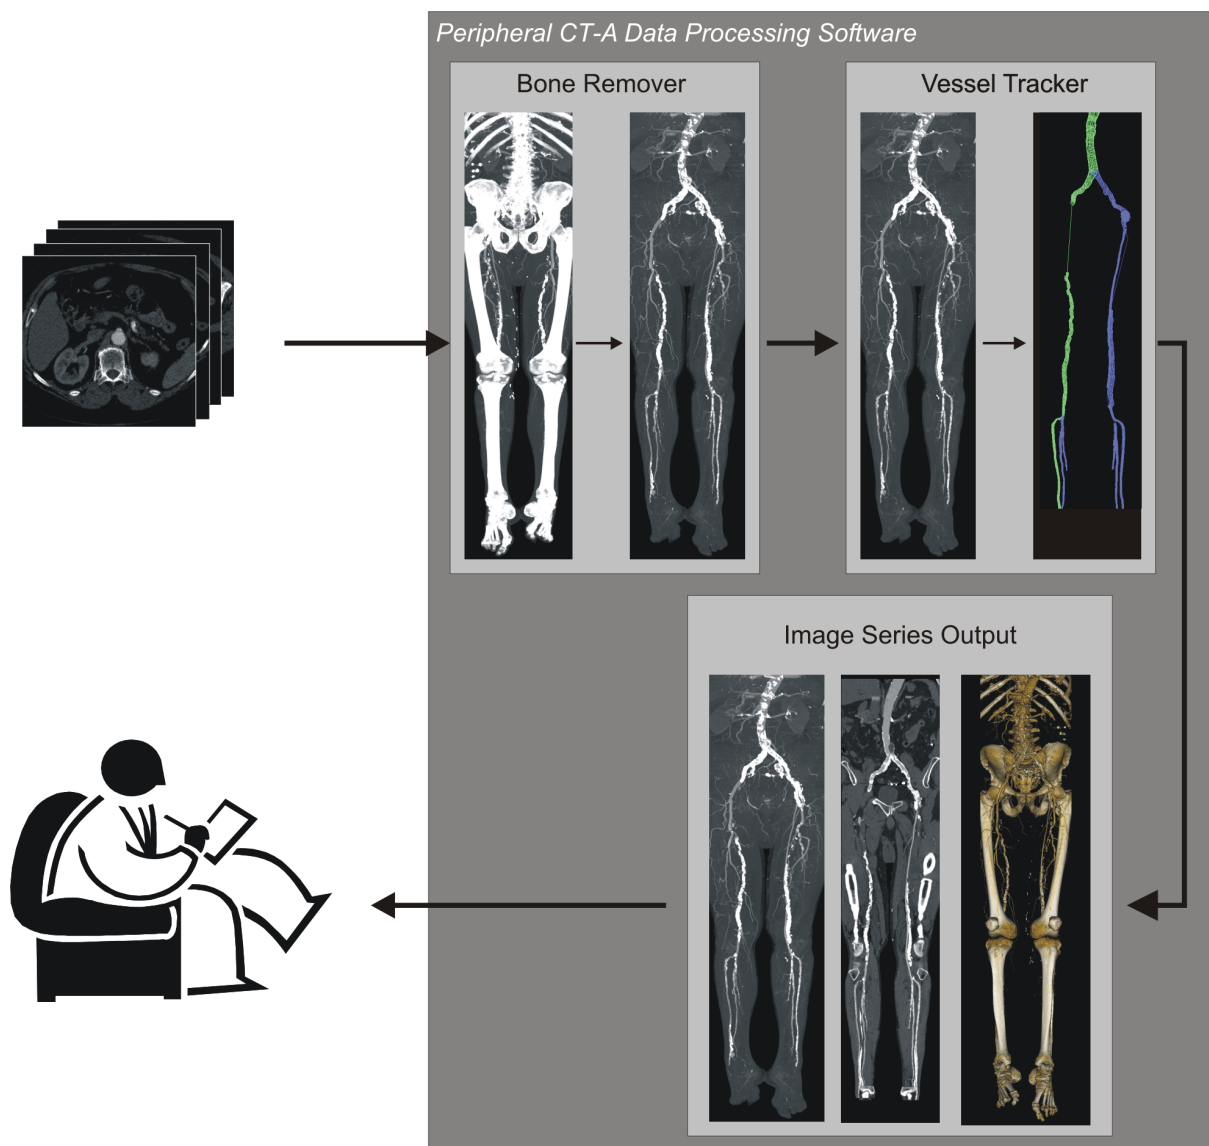 Peripheral CT-A Data Processing Software
Bone Remover
Vessel Tracker
Image Series Output